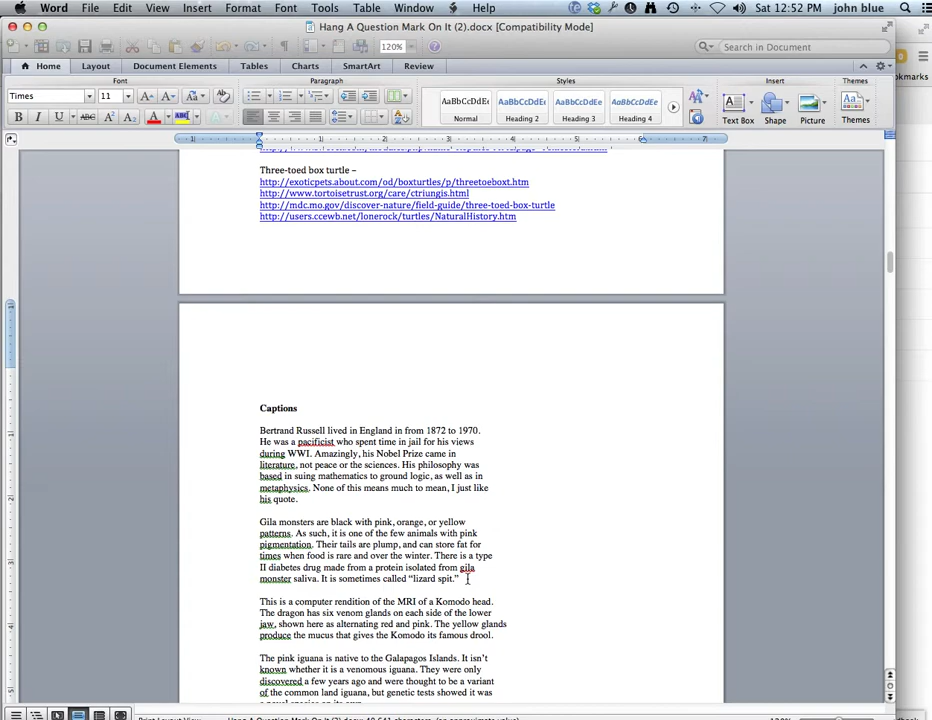 Word File Edit View Insert Format Font Tools Table Window Help Sat 12:52 PM john blue
Hang A Question Mark On It (2).docx [Compatibility Mode]
120% Search in Document
Home Layout Document Elements Tables Charts SmartArt Review
okmarks
Font Paragraph Styles Insert Themes
Times 11 AaBbCcDdEe AaBbCcDdEe AaBbCcDdEe AaBbCcDdEe
B I U ABC A2 A2 A ABC Normal Heading 2 Heading 3 Heading 4 Text Box Shape Picture Themes
Three-toed box turtle –
http://exoticpets.about.com/od/boxturtles/p/threetoeboxt.htm
http://www.tortoisetrust.org/care/ctriungis.html
http://mdc.mo.gov/discover-nature/field-guide/three-toed-box-turtle
http://users.ccewb.net/lonerock/turtles/NaturalHistory.htm
Captions
Bertrand Russell lived in England in from 1872 to 1970.
He was a pacificist who spent time in jail for his views
during WWI. Amazingly, his Nobel Prize came in
literature, not peace or the sciences. His philosophy was
based in suing mathematics to ground logic, as well as in
metaphysics. None of this means much to mean, I just like
his quote.
Gila monsters are black with pink, orange, or yellow
patterns. As such, it is one of the few animals with pink
pigmentation. Their tails are plump, and can store fat for
times when food is rare and over the winter. There is a type
II diabetes drug made from a protein isolated from gila
monster saliva. It is sometimes called “lizard spit.”
This is a computer rendition of the MRI of a Komodo head.
The dragon has six venom glands on each side of the lower
jaw, shown here as alternating red and pink. The yellow glands
produce the mucus that gives the Komodo its famous drool.
The pink iguana is native to the Galapagos Islands. It isn’t
known whether it is a venomous iguana. They were only
discovered a few years ago and were thought to be a variant
of the common land iguana, but genetic tests showed it was